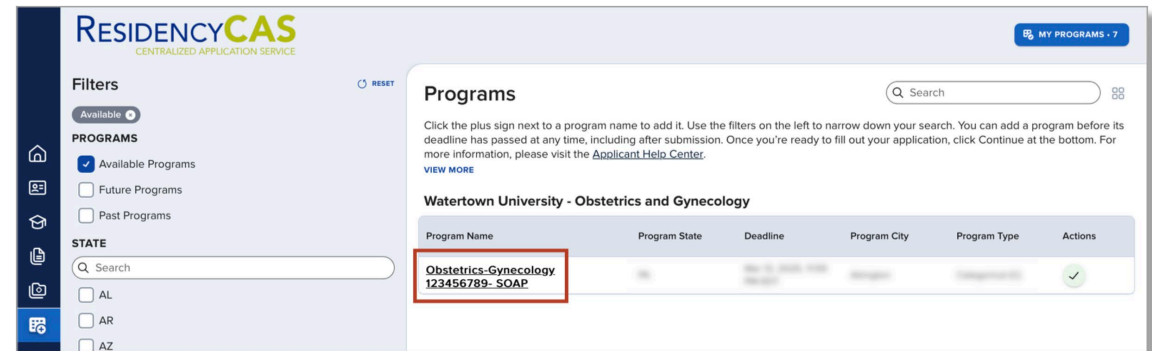 RESIDENCYCAS
CENTRALIZED APPLICATION SERVICE
MY PROGRAMS • 7
Filters
RESET
Available
PROGRAMS
Available Programs
Future Programs
Past Programs
STATE
Search
AL
AR
AZ
Programs
Search
Click the plus sign next to a program name to add it. Use the filters on the left to narrow down your search. You can add a program before its
deadline has passed at any time, including after submission. Once you're ready to fill out your application, click Continue at the bottom. For
more information, please visit the Applicant Help Center.
VIEW MORE
Watertown University - Obstetrics and Gynecology
Program Name Program State Deadline Program City Program Type Actions
Obstetrics-Gynecology
123456789- SOAP